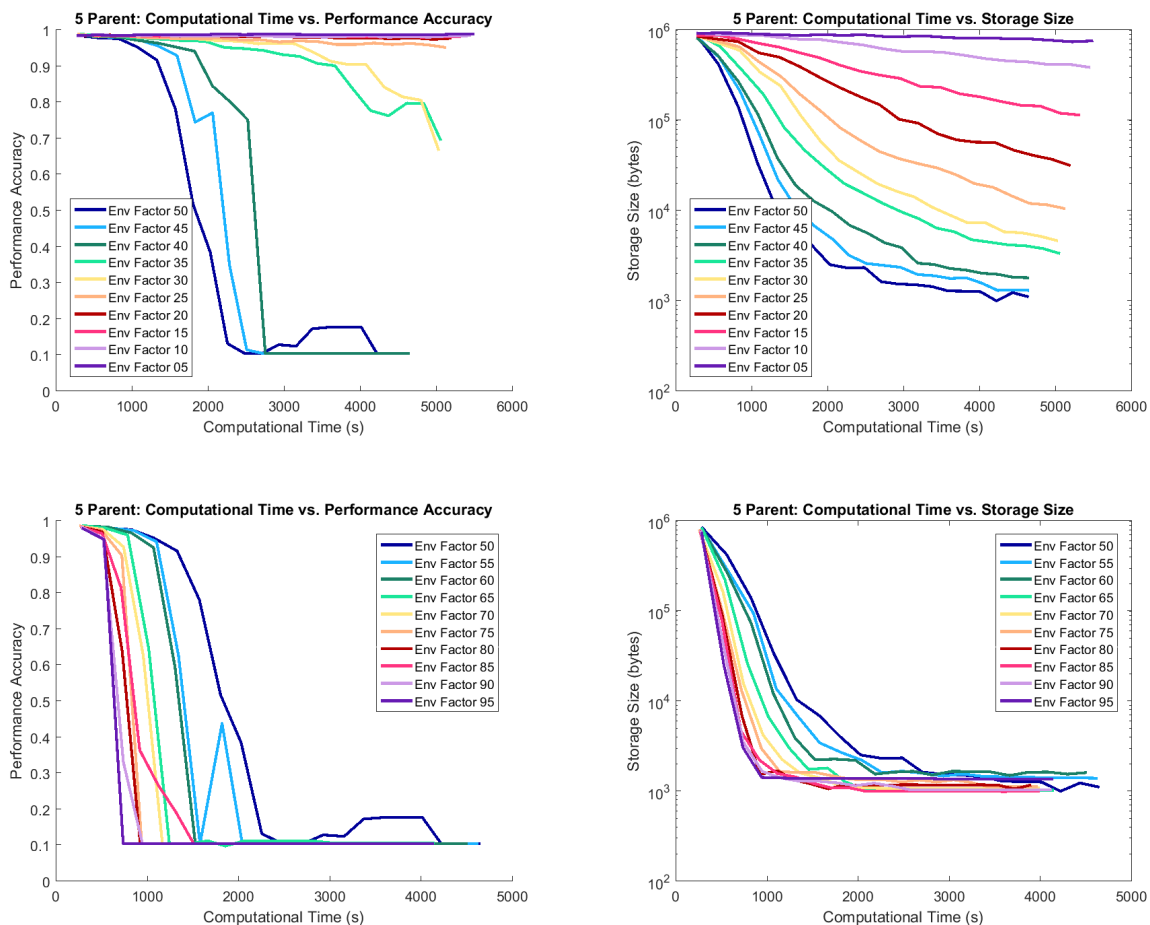 5 Parent: Computational Time vs. Performance Accuracy
Performance Accuracy
1
0.9
0.8
0.7
0.6
0.5
0.4
0.3
0.2
0.1
0
Env Factor 50
Env Factor 45
Env Factor 40
Env Factor 35
Env Factor 30
Env Factor 25
Env Factor 20
Env Factor 15
Env Factor 10
Env Factor 05
0 1000 2000 3000 4000 5000 6000
Computational Time (s)
5 Parent: Computational Time vs. Storage Size
Storage Size (bytes)
10^6
10^5
10^4
10^3
10^2
Env Factor 50
Env Factor 45
Env Factor 40
Env Factor 35
Env Factor 30
Env Factor 25
Env Factor 20
Env Factor 15
Env Factor 10
Env Factor 05
0 1000 2000 3000 4000 5000 6000
Computational Time (s)
5 Parent: Computational Time vs. Performance Accuracy
Performance Accuracy
1
0.9
0.8
0.7
0.6
0.5
0.4
0.3
0.2
0.1
0
Env Factor 50
Env Factor 55
Env Factor 60
Env Factor 65
Env Factor 70
Env Factor 75
Env Factor 80
Env Factor 85
Env Factor 90
Env Factor 95
0 1000 2000 3000 4000 5000
Computational Time (s)
5 Parent: Computational Time vs. Storage Size
Storage Size (bytes)
10^6
10^5
10^4
10^3
10^2
Env Factor 50
Env Factor 55
Env Factor 60
Env Factor 65
Env Factor 70
Env Factor 75
Env Factor 80
Env Factor 85
Env Factor 90
Env Factor 95
0 1000 2000 3000 4000 5000
Computational Time (s)